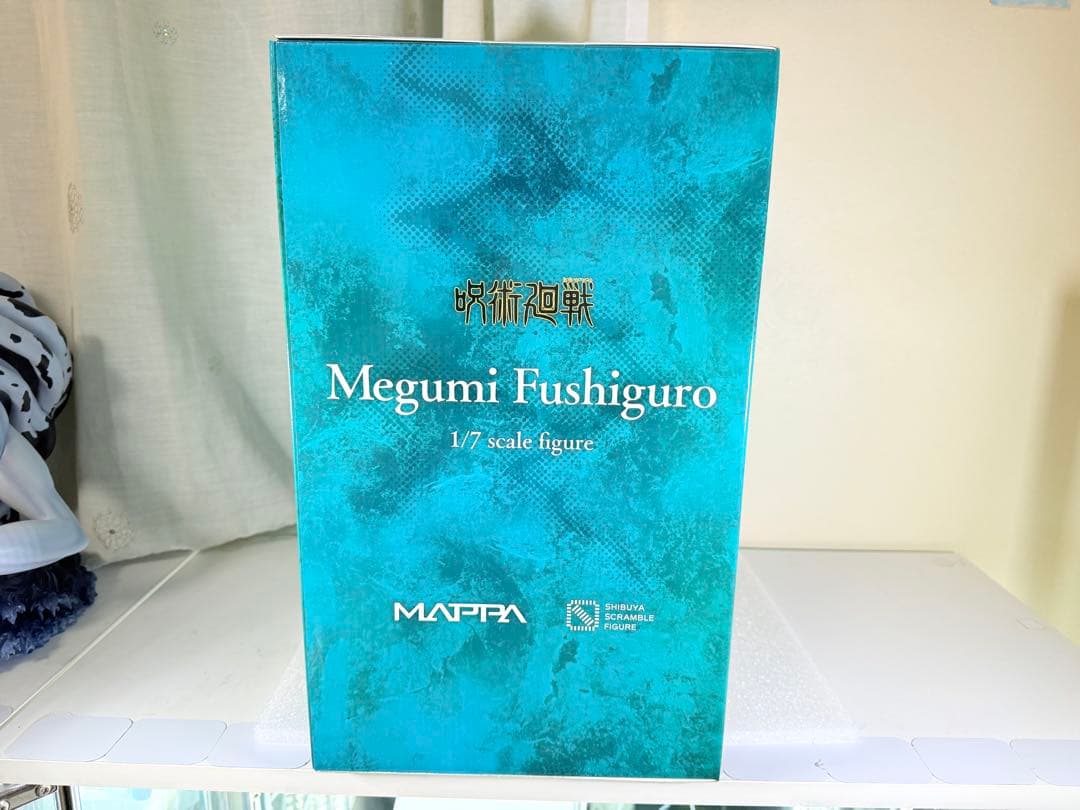 呪術廻戦
Megumi Fushiguro
1/7 scale figure
MAPPA
SHIBUYA
SCRAMBLE
FIGURE